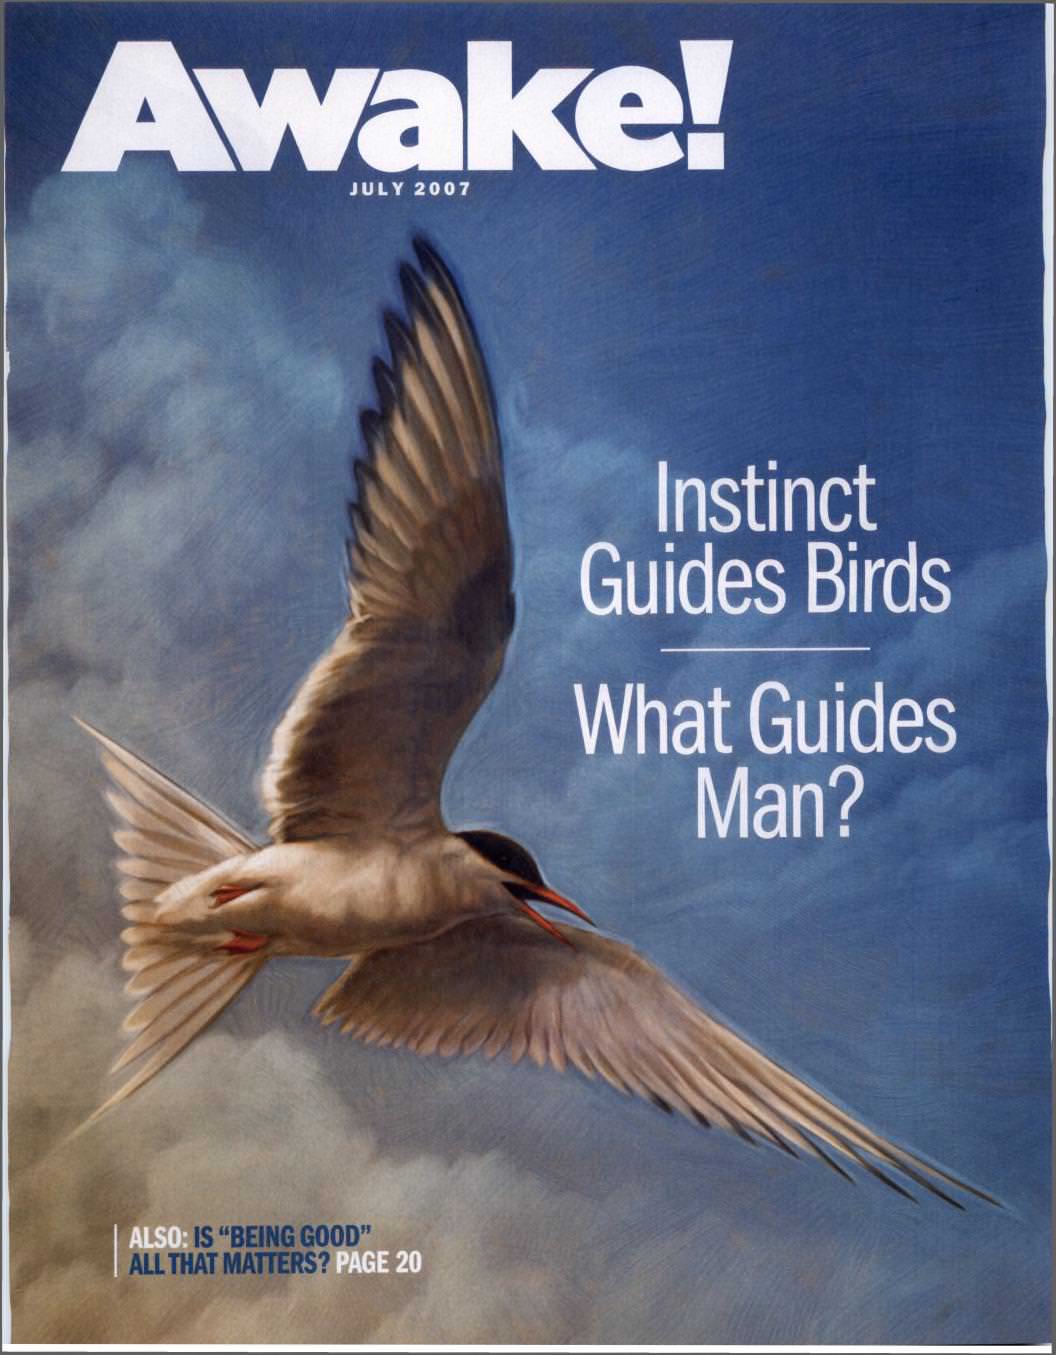 Awake!
JULY 2007
Instinct
Guides Birds
What Guides
Man?
ALSO: IS “BEING GOOD”
ALL THAT MATTERS? PAGE 20